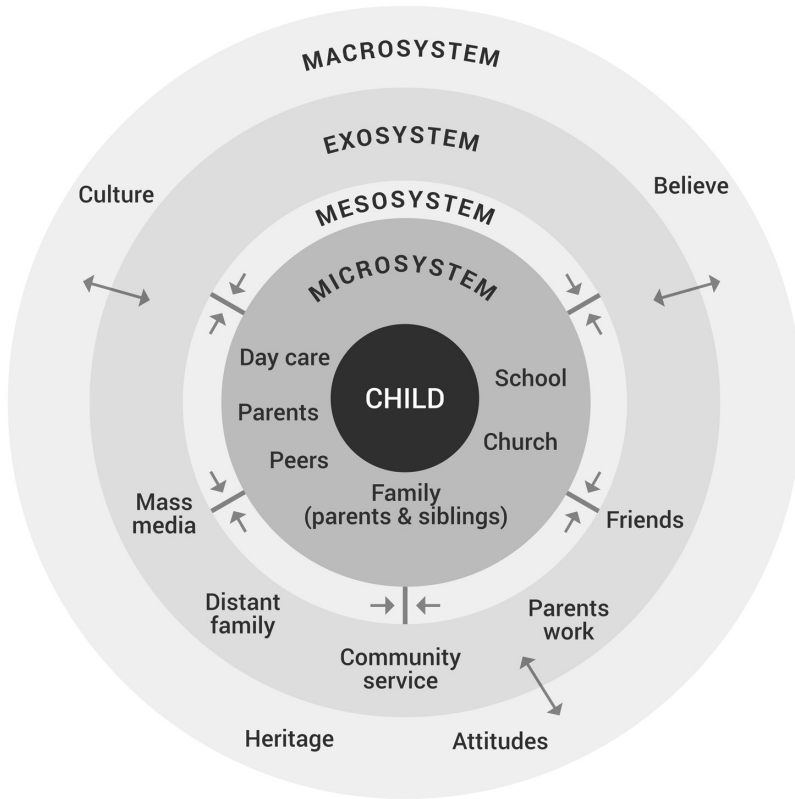 MACROSYSTEM
EXOSYSTEM
Culture
Believe
MESOSYSTEM
MICROSYSTEM
Day care
School
CHILD
Parents
Church
Peers
Family
(parents & siblings)
Mass
media
Friends
Distant
family
Parents
work
Community
service
Heritage
Attitudes